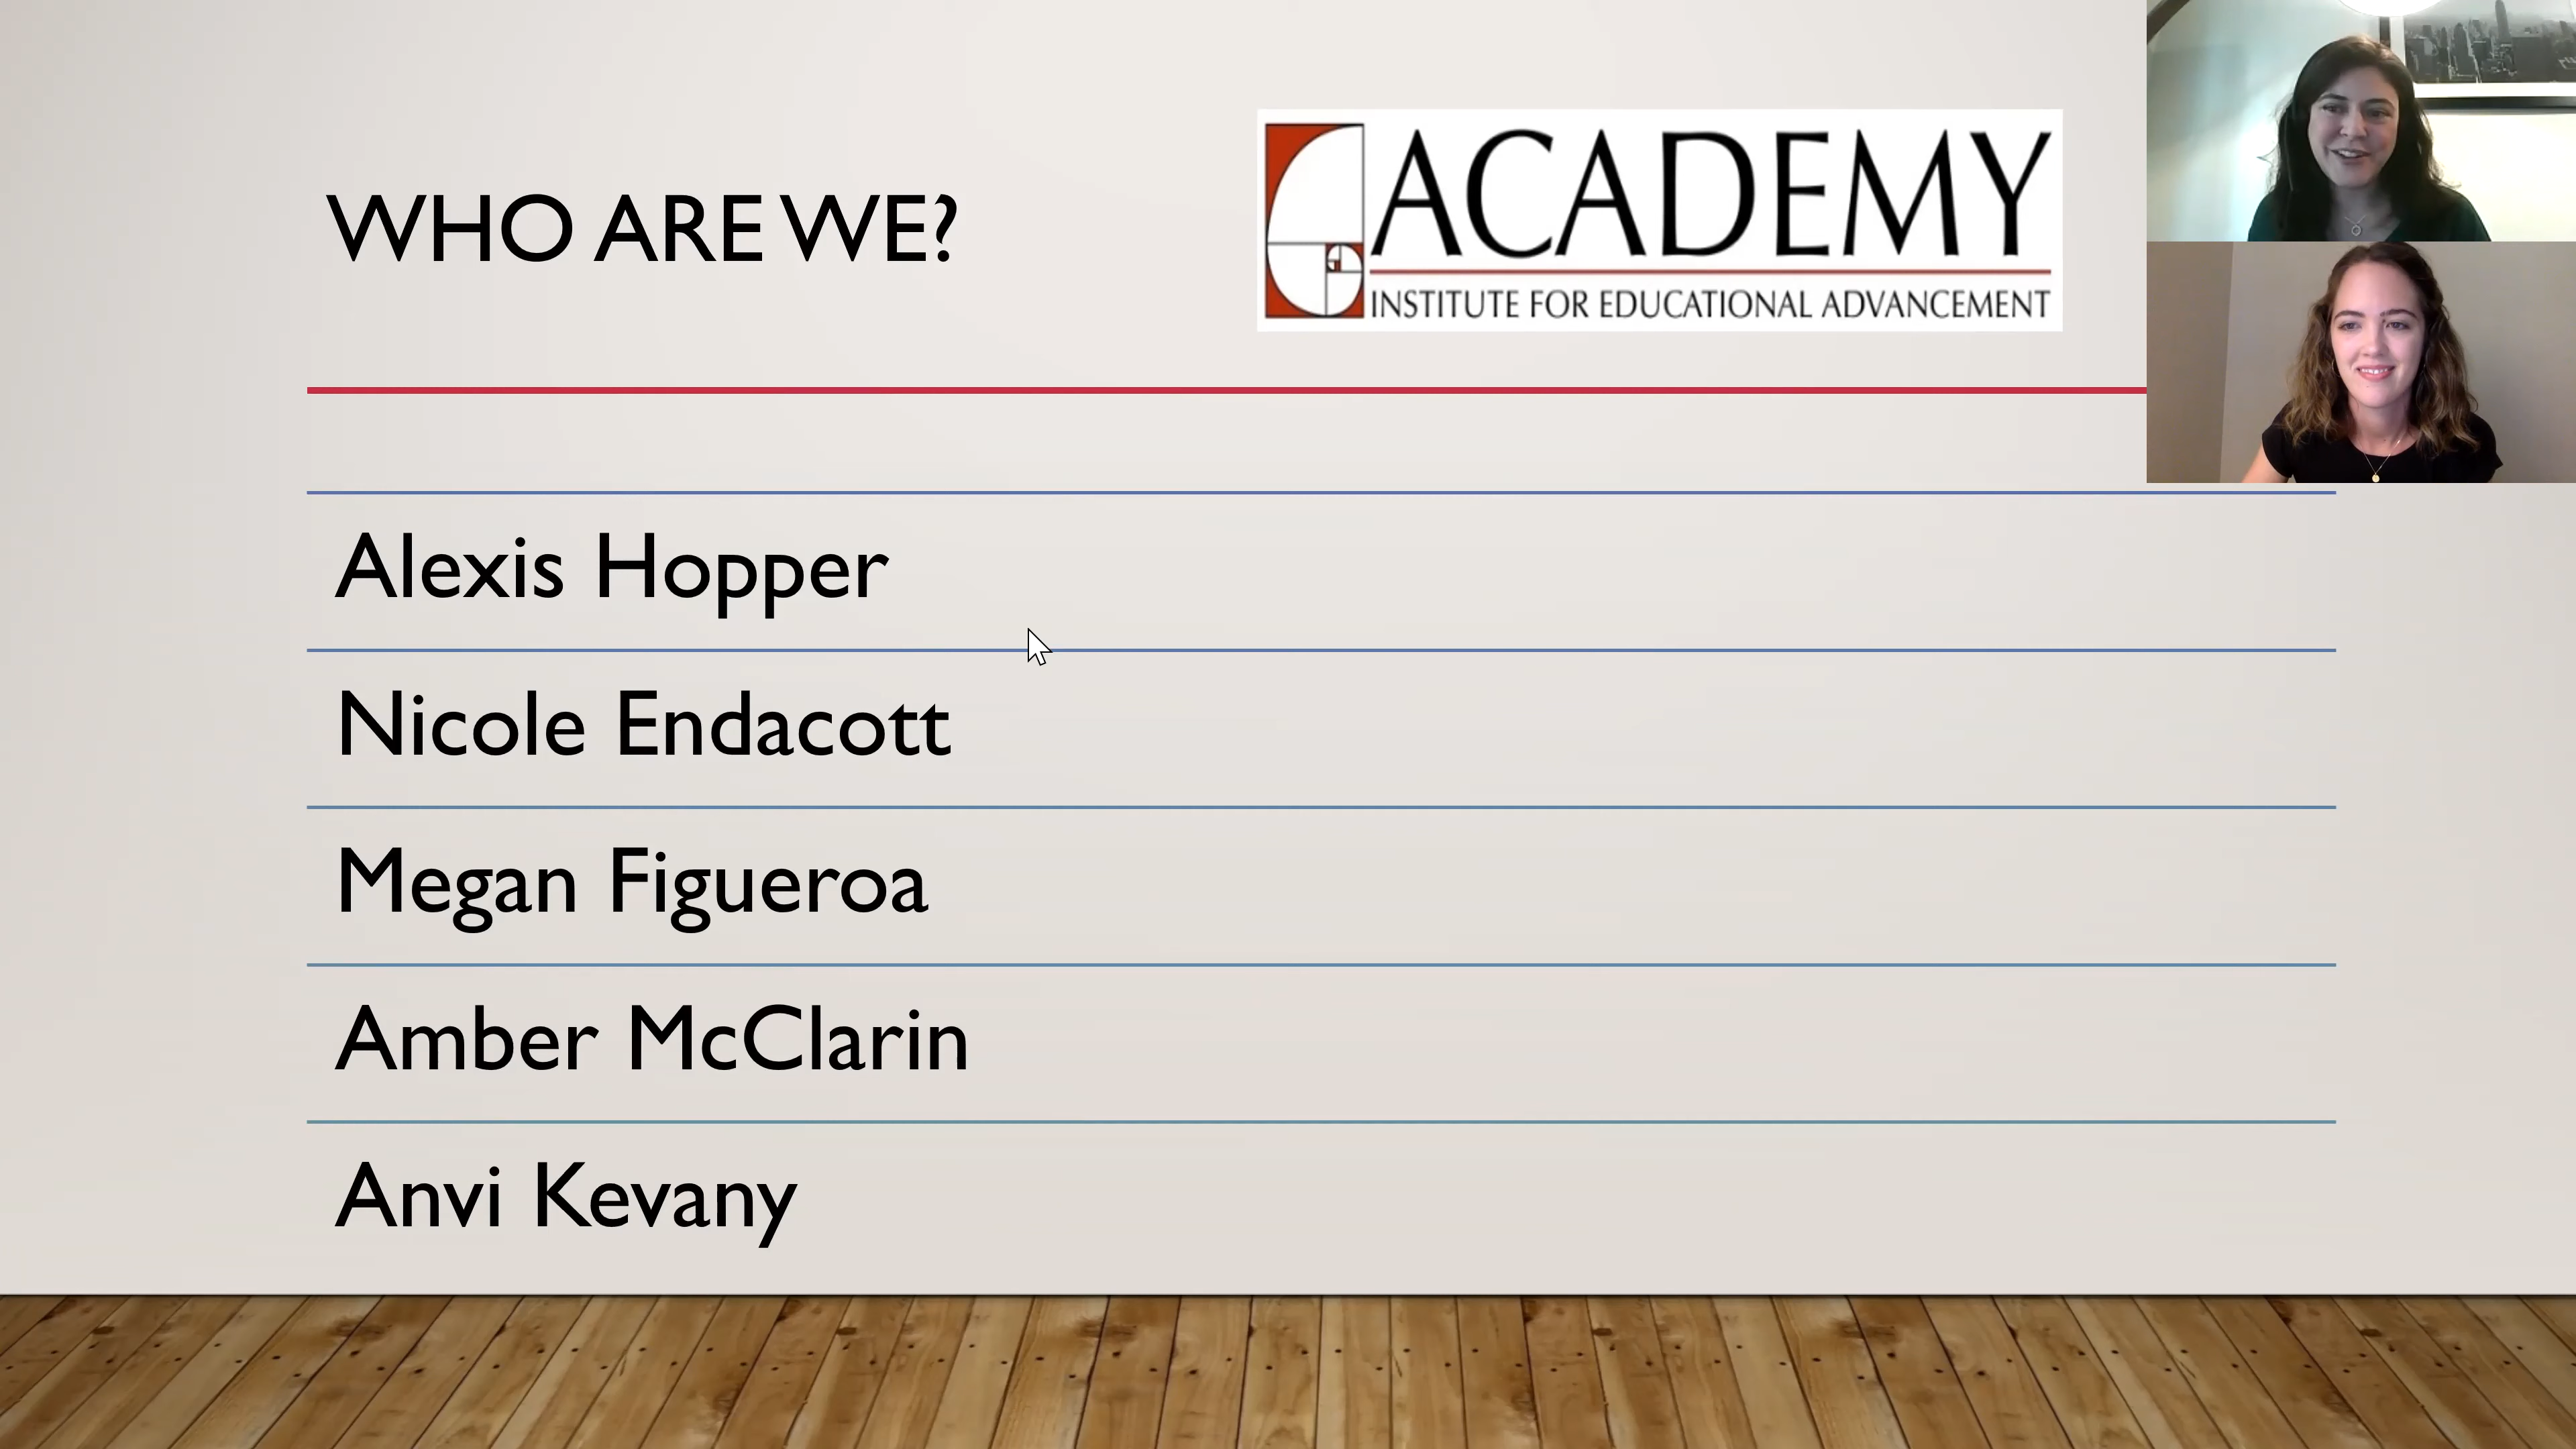 WHO ARE WE?
ACADEMY
INSTITUTE FOR EDUCATIONAL ADVANCEMENT
Alexis Hopper
Nicole Endacott
Megan Figueroa
Amber McClarin
Anvi Kevany